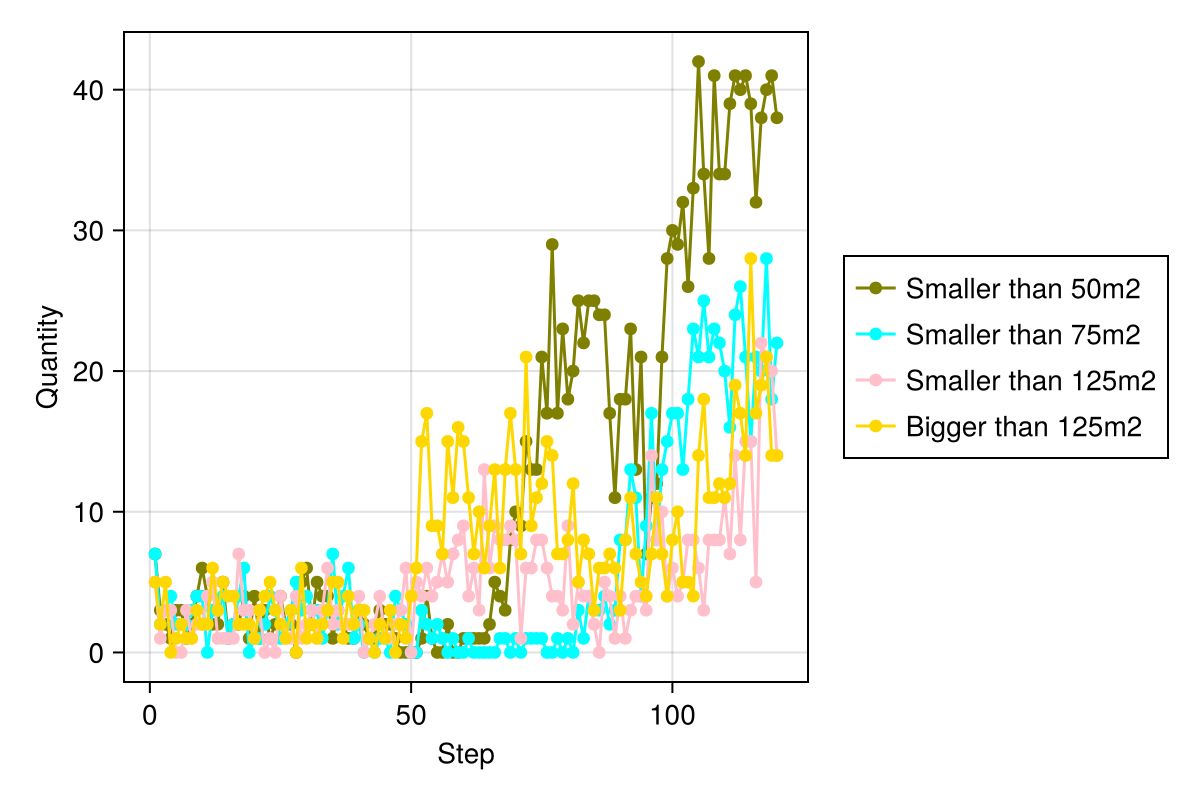 Quantity
40
30
20
10
0
0
50
100
Step
Smaller than 50m2
Smaller than 75m2
Smaller than 125m2
Bigger than 125m2